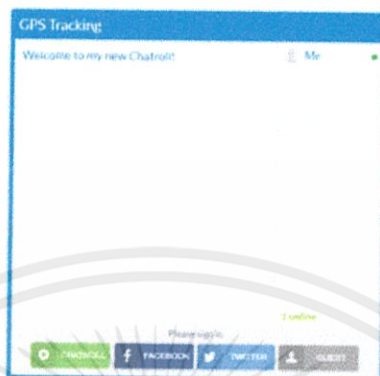 GPS Tracking
Welcome to my new Chatroll!
Me
1 online
Please sign in
CHATROLL
FACEBOOK
TWITTER
GUEST